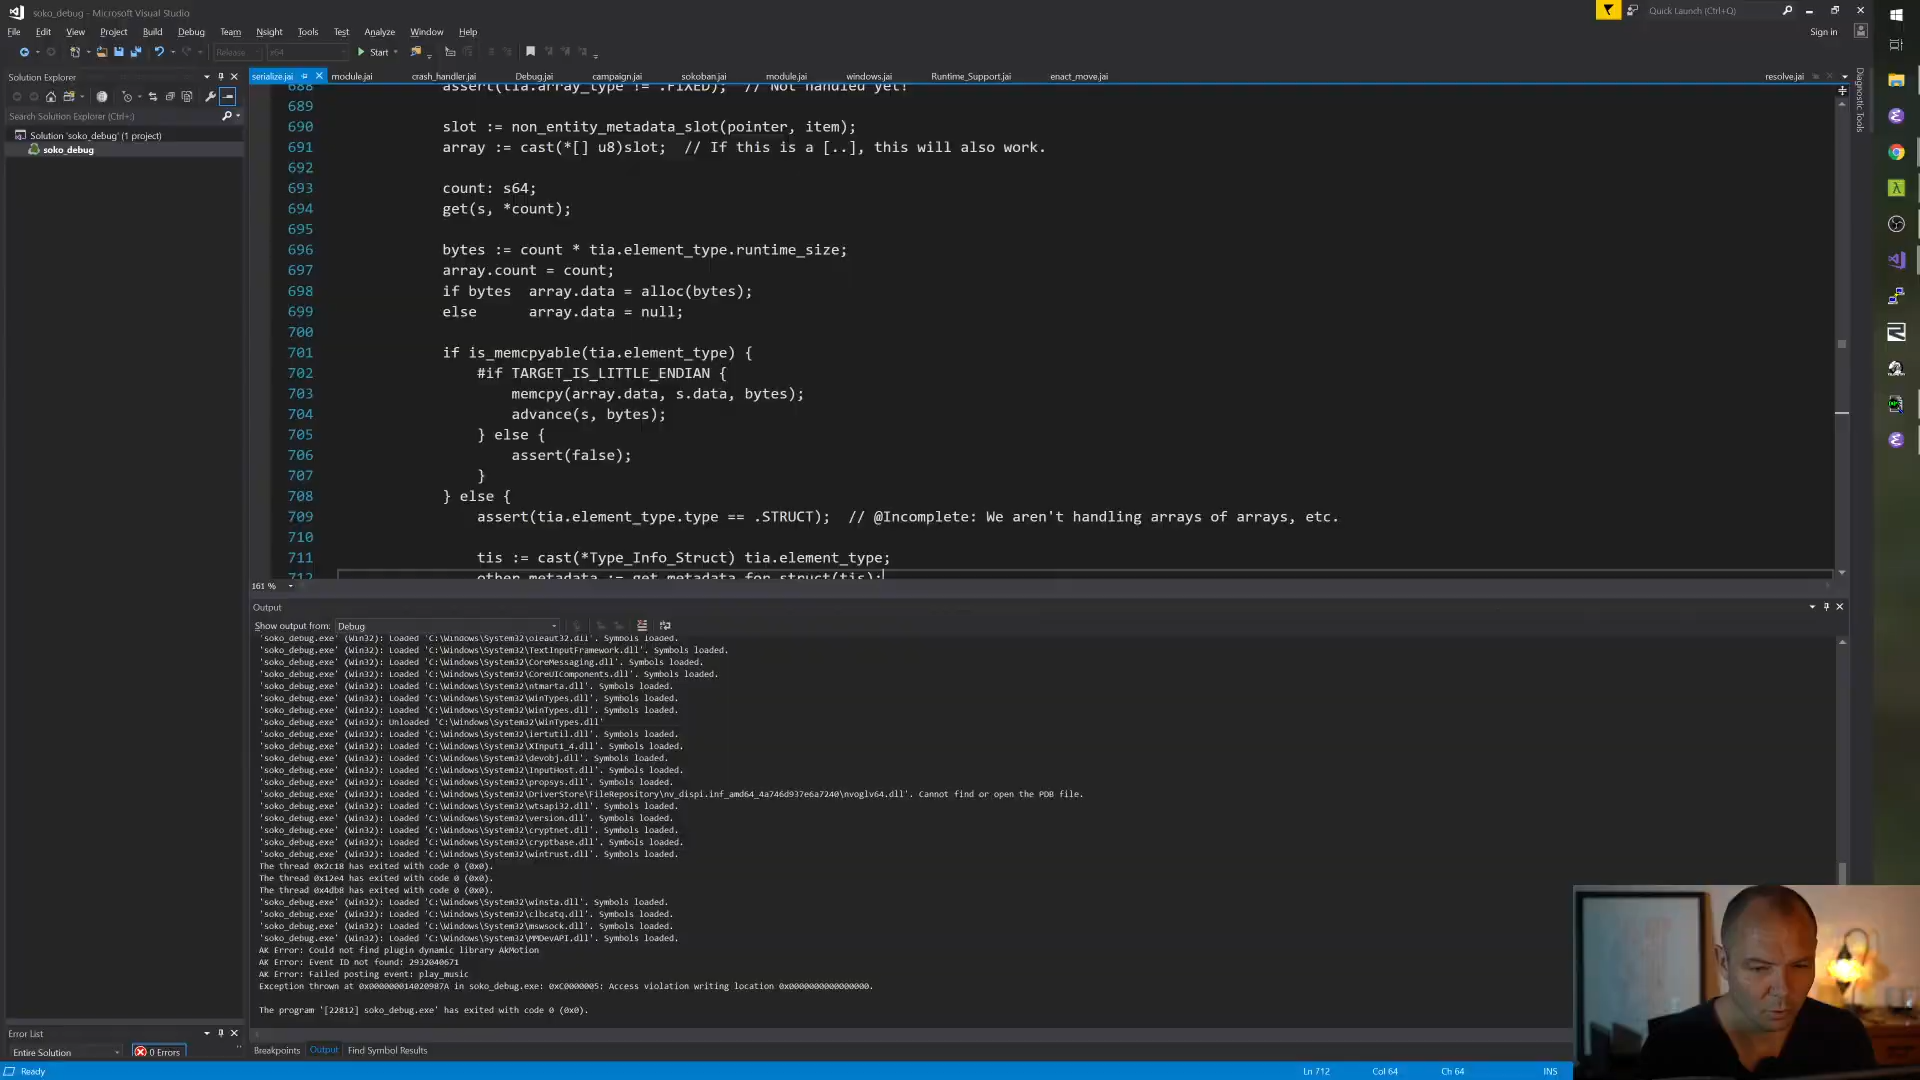 soko_debug - Microsoft Visual Studio
Quick Launch (Ctrl+Q)
File Edit View Project Build Debug Team Nsight Tools Test Analyze Window Help
Sign in
Release x64 Start
Solution Explorer
Search Solution Explorer (Ctrl+;)
Solution 'soko_debug' (1 project)
soko_debug
serialize.jai module.jai crash_handler.jai Debug.jai campaign.jai sokoban.jai module.jai windows.jai Runtime_Support.jai enact_move.jai resolve.jai
Diagnostic Tools
688 assert(tia.array_type != .FIXED); // Not handled yet!
689
690 slot := non_entity_metadata_slot(pointer, item);
691 array := cast(*[] u8)slot; // If this is a [..], this will also work.
692
693 count: s64;
694 get(s, *count);
695
696 bytes := count * tia.element_type.runtime_size;
697 array.count = count;
698 if bytes array.data = alloc(bytes);
699 else array.data = null;
700
701 if is_memcpyable(tia.element_type) {
702 #if TARGET_IS_LITTLE_ENDIAN {
703 memcpy(array.data, s.data, bytes);
704 advance(s, bytes);
705 } else {
706 assert(false);
707 }
708 } else {
709 assert(tia.element_type.type == .STRUCT); // @Incomplete: We aren't handling arrays of arrays, etc.
710
711 tis := cast(*Type_Info_Struct) tia.element_type;
712 other_metadata := get_metadata_for_struct(tis);
161 %
Output
Show output from: Debug
'soko_debug.exe' (Win32): Loaded 'C:\Windows\System32\oleaut32.dll'. Symbols loaded.
'soko_debug.exe' (Win32): Loaded 'C:\Windows\System32\TextInputFramework.dll'. Symbols loaded.
'soko_debug.exe' (Win32): Loaded 'C:\Windows\System32\CoreMessaging.dll'. Symbols loaded.
'soko_debug.exe' (Win32): Loaded 'C:\Windows\System32\CoreUIComponents.dll'. Symbols loaded.
'soko_debug.exe' (Win32): Loaded 'C:\Windows\System32\ntmarta.dll'. Symbols loaded.
'soko_debug.exe' (Win32): Loaded 'C:\Windows\System32\WinTypes.dll'. Symbols loaded.
'soko_debug.exe' (Win32): Loaded 'C:\Windows\System32\WinTypes.dll'. Symbols loaded.
'soko_debug.exe' (Win32): Unloaded 'C:\Windows\System32\WinTypes.dll'
'soko_debug.exe' (Win32): Loaded 'C:\Windows\System32\iertutil.dll'. Symbols loaded.
'soko_debug.exe' (Win32): Loaded 'C:\Windows\System32\XInput1_4.dll'. Symbols loaded.
'soko_debug.exe' (Win32): Loaded 'C:\Windows\System32\devobj.dll'. Symbols loaded.
'soko_debug.exe' (Win32): Loaded 'C:\Windows\System32\InputHost.dll'. Symbols loaded.
'soko_debug.exe' (Win32): Loaded 'C:\Windows\System32\propsys.dll'. Symbols loaded.
'soko_debug.exe' (Win32): Loaded 'C:\Windows\System32\DriverStore\FileRepository\nv_dispi.inf_amd64_4a746d937e6a7240\nvoglv64.dll'. Cannot find or open the PDB file.
'soko_debug.exe' (Win32): Loaded 'C:\Windows\System32\wtsapi32.dll'. Symbols loaded.
'soko_debug.exe' (Win32): Loaded 'C:\Windows\System32\version.dll'. Symbols loaded.
'soko_debug.exe' (Win32): Loaded 'C:\Windows\System32\cryptnet.dll'. Symbols loaded.
'soko_debug.exe' (Win32): Loaded 'C:\Windows\System32\cryptbase.dll'. Symbols loaded.
'soko_debug.exe' (Win32): Loaded 'C:\Windows\System32\wintrust.dll'. Symbols loaded.
The thread 0x2c18 has exited with code 0 (0x0).
The thread 0x12e4 has exited with code 0 (0x0).
The thread 0x4db8 has exited with code 0 (0x0).
'soko_debug.exe' (Win32): Loaded 'C:\Windows\System32\winsta.dll'. Symbols loaded.
'soko_debug.exe' (Win32): Loaded 'C:\Windows\System32\clbcatq.dll'. Symbols loaded.
'soko_debug.exe' (Win32): Loaded 'C:\Windows\System32\mswsock.dll'. Symbols loaded.
'soko_debug.exe' (Win32): Loaded 'C:\Windows\System32\MMDevAPI.dll'. Symbols loaded.
AK Error: Could not find plugin dynamic library AkMotion
AK Error: Event ID not found: 2932040671
AK Error: Failed posting event: play_music
Exception thrown at 0x000000014020987A in soko_debug.exe: 0xC0000005: Access violation writing location 0x0000000000000000.
The program '[22812] soko_debug.exe' has exited with code 0 (0x0).
Error List
Entire Solution 0 Errors
Breakpoints Output Find Symbol Results
Ready Ln 712 Col 64 Ch 64 INS